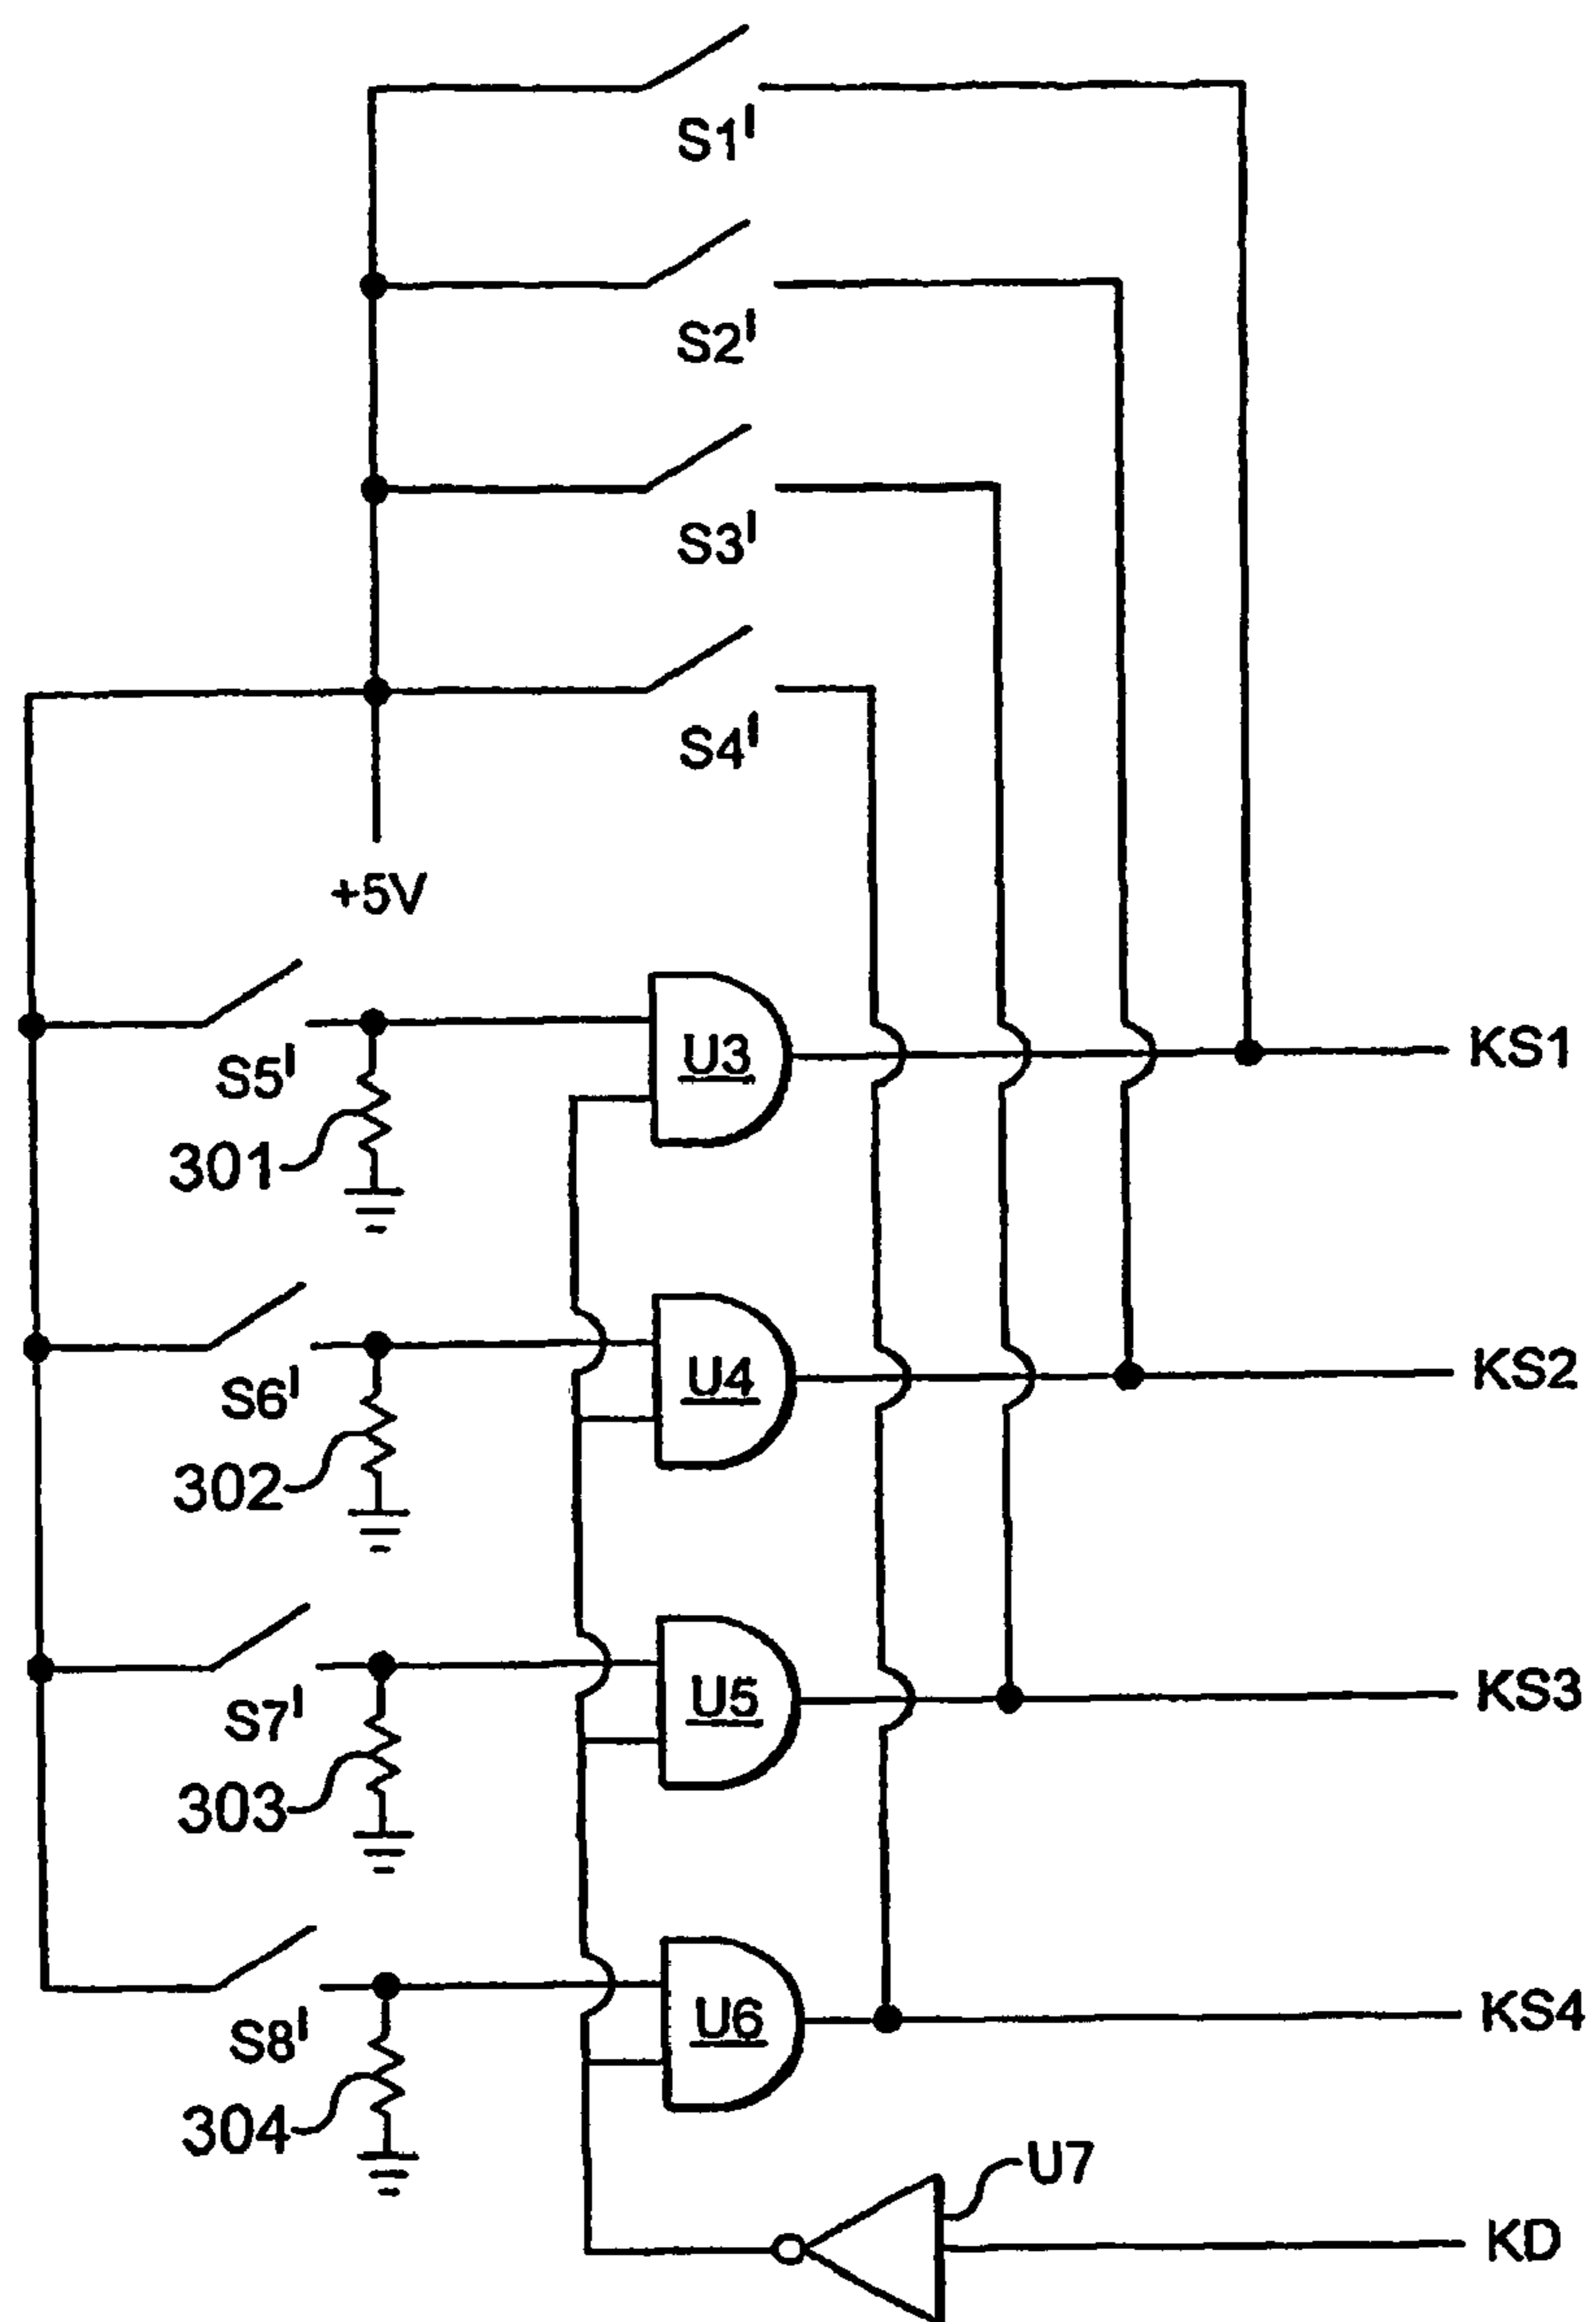 S1'
S2'
S3'
S4'
+5V
U3
KS1
S5'
301
U4
KS2
S6'
302
U5
KS3
S7'
303
U6
KS4
S8'
304
U7
KD